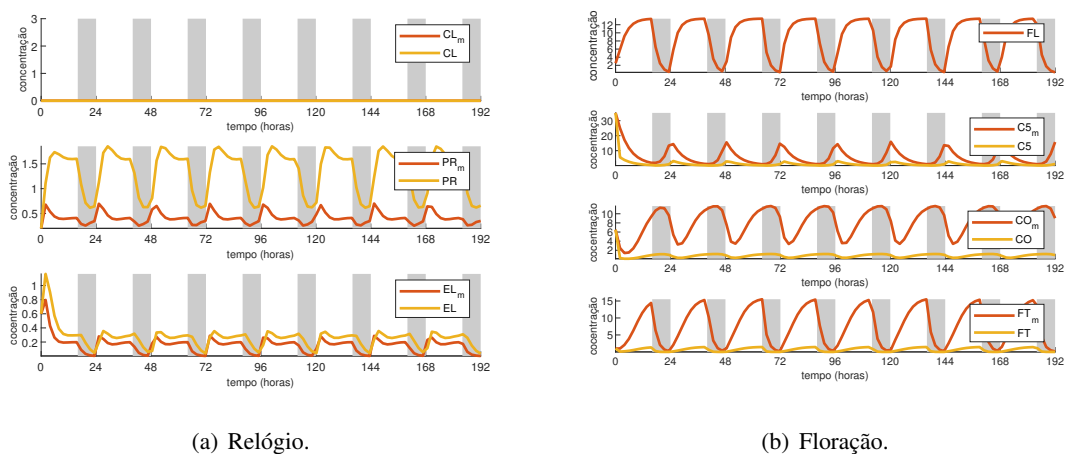 3
2
1
0
concentração
CLm
CL
0 24 48 72 96 120 144 168 192
tempo (horas)
1.5
1
0.5
concentração
PRm
PR
0 24 48 72 96 120 144 168 192
tempo (horas)
1
0.8
0.6
0.4
0.2
concentração
ELm
EL
0 24 48 72 96 120 144 168 192
tempo (horas)
(a) Relógio.
12
10
8
6
4
2
cocentração
FL
0 24 48 72 96 120 144 168 192
tempo (horas)
30
20
10
cocentração
C5m
C5
0 24 48 72 96 120 144 168 192
tempo (horas)
10
8
6
4
2
cocentração
COm
CO
0 24 48 72 96 120 144 168 192
tempo (horas)
15
10
5
cocentração
FTm
FT
0 24 48 72 96 120 144 168 192
tempo (horas)
(b) Floração.